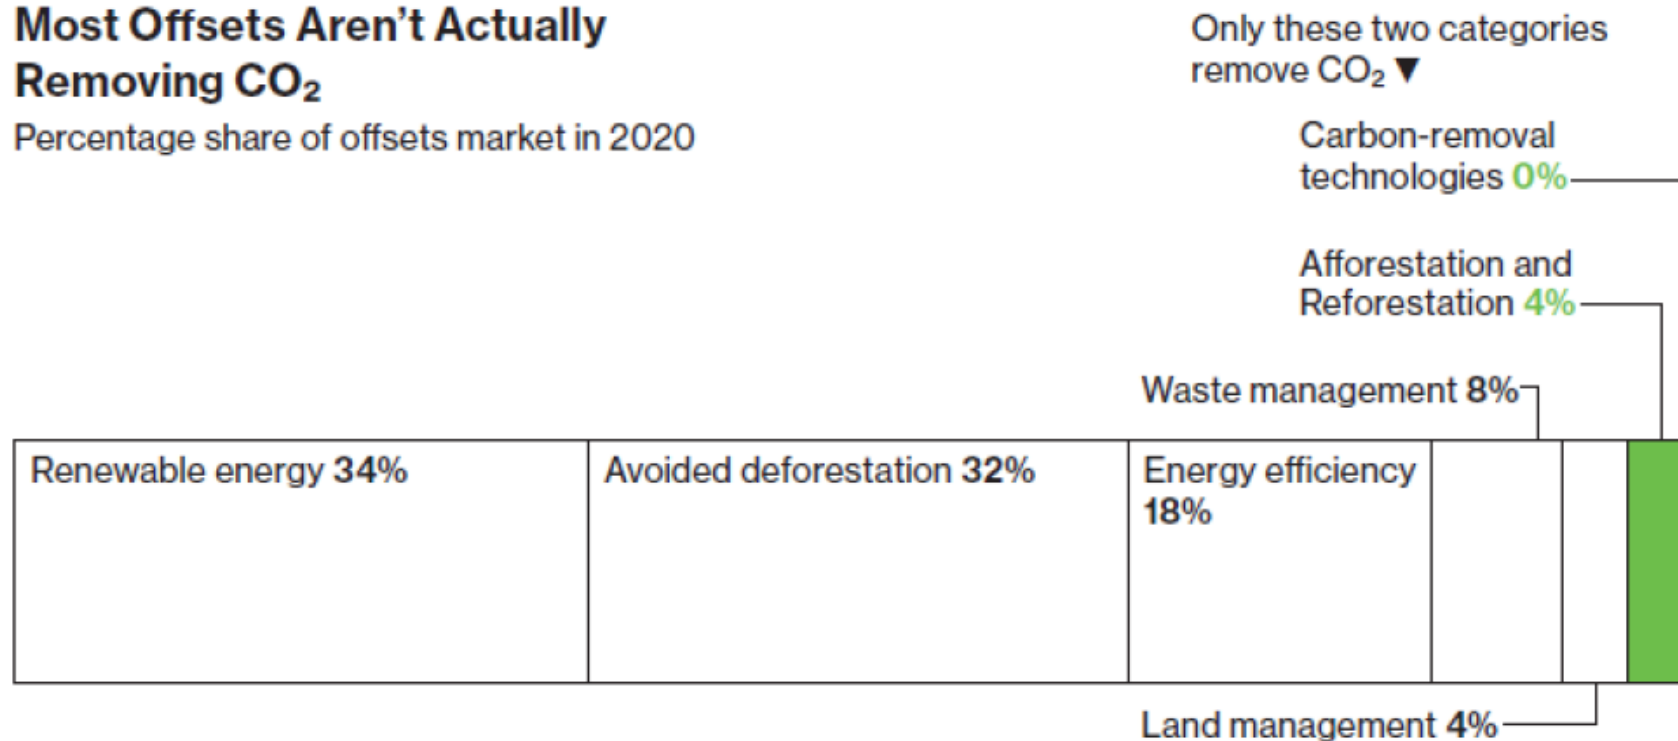 Most Offsets Aren't Actually
Removing CO₂
Percentage share of offsets market in 2020
Only these two categories
remove CO₂ ▼
Carbon-removal
technologies 0%
Afforestation and
Reforestation 4%
Waste management 8%
Renewable energy 34%
Avoided deforestation 32%
Energy efficiency
18%
Land management 4%